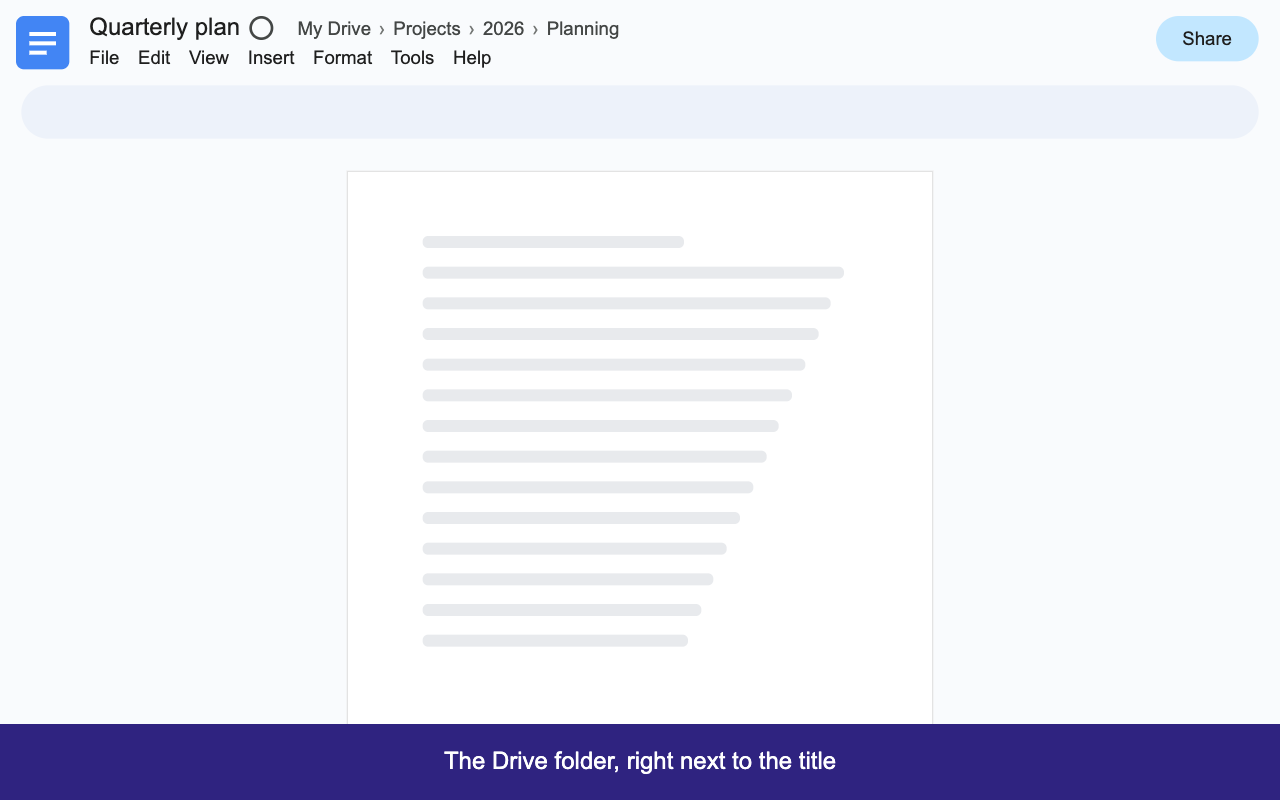 Quarterly plan My Drive › Projects › 2026 › Planning
Share
File Edit View Insert Format Tools Help
The Drive folder, right next to the title